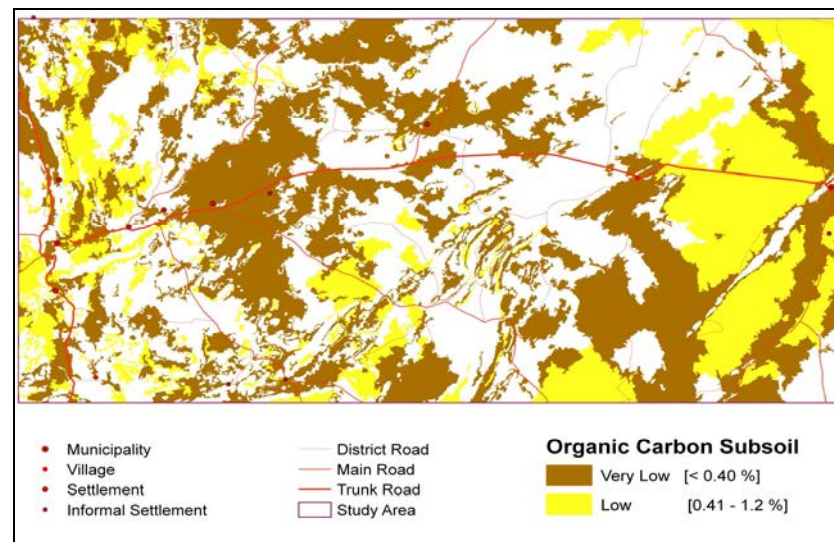 Municipality
Village
Settlement
Informal Settlement
District Road
Main Road
Trunk Road
Study Area
Organic Carbon Subsoil
Very Low [< 0.40 %]
Low [0.41 - 1.2 %]